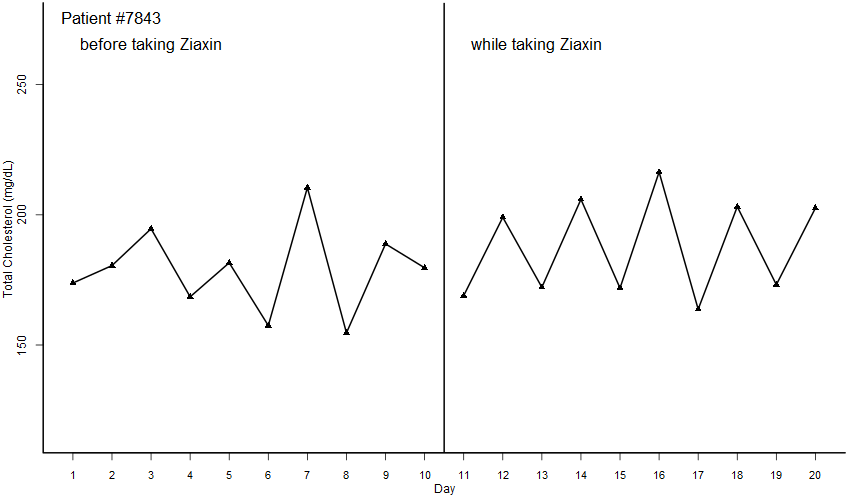 Patient #7843
before taking Ziaxin
while taking Ziaxin
Total Cholesterol (mg/dL)
250
200
150
1 2 3 4 5 6 7 8 9 10 11 12 13 14 15 16 17 18 19 20
Day